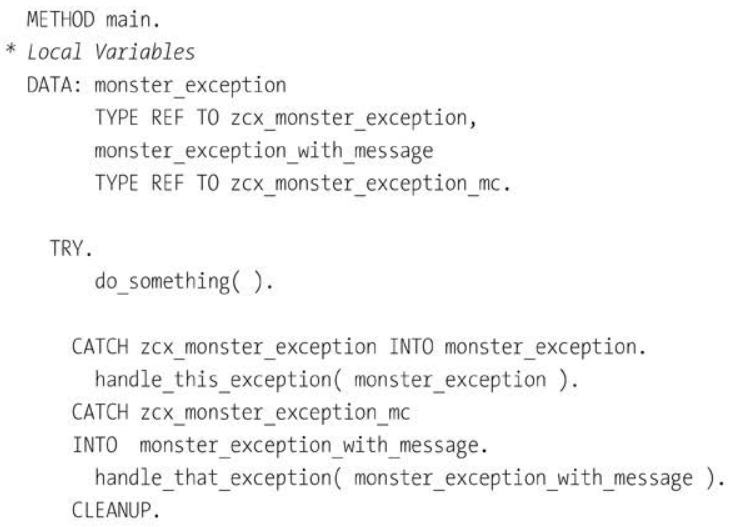 METHOD main.
* Local Variables
DATA: monster_exception
TYPE REF TO zcx_monster_exception,
monster_exception_with_message
TYPE REF TO zcx_monster_exception_mc.
TRY.
do_something( ).
CATCH zcx_monster_exception INTO monster_exception.
handle_this_exception( monster_exception ).
CATCH zcx_monster_exception_mc
INTO monster_exception_with_message.
handle_that_exception( monster_exception_with_message ).
CLEANUP.